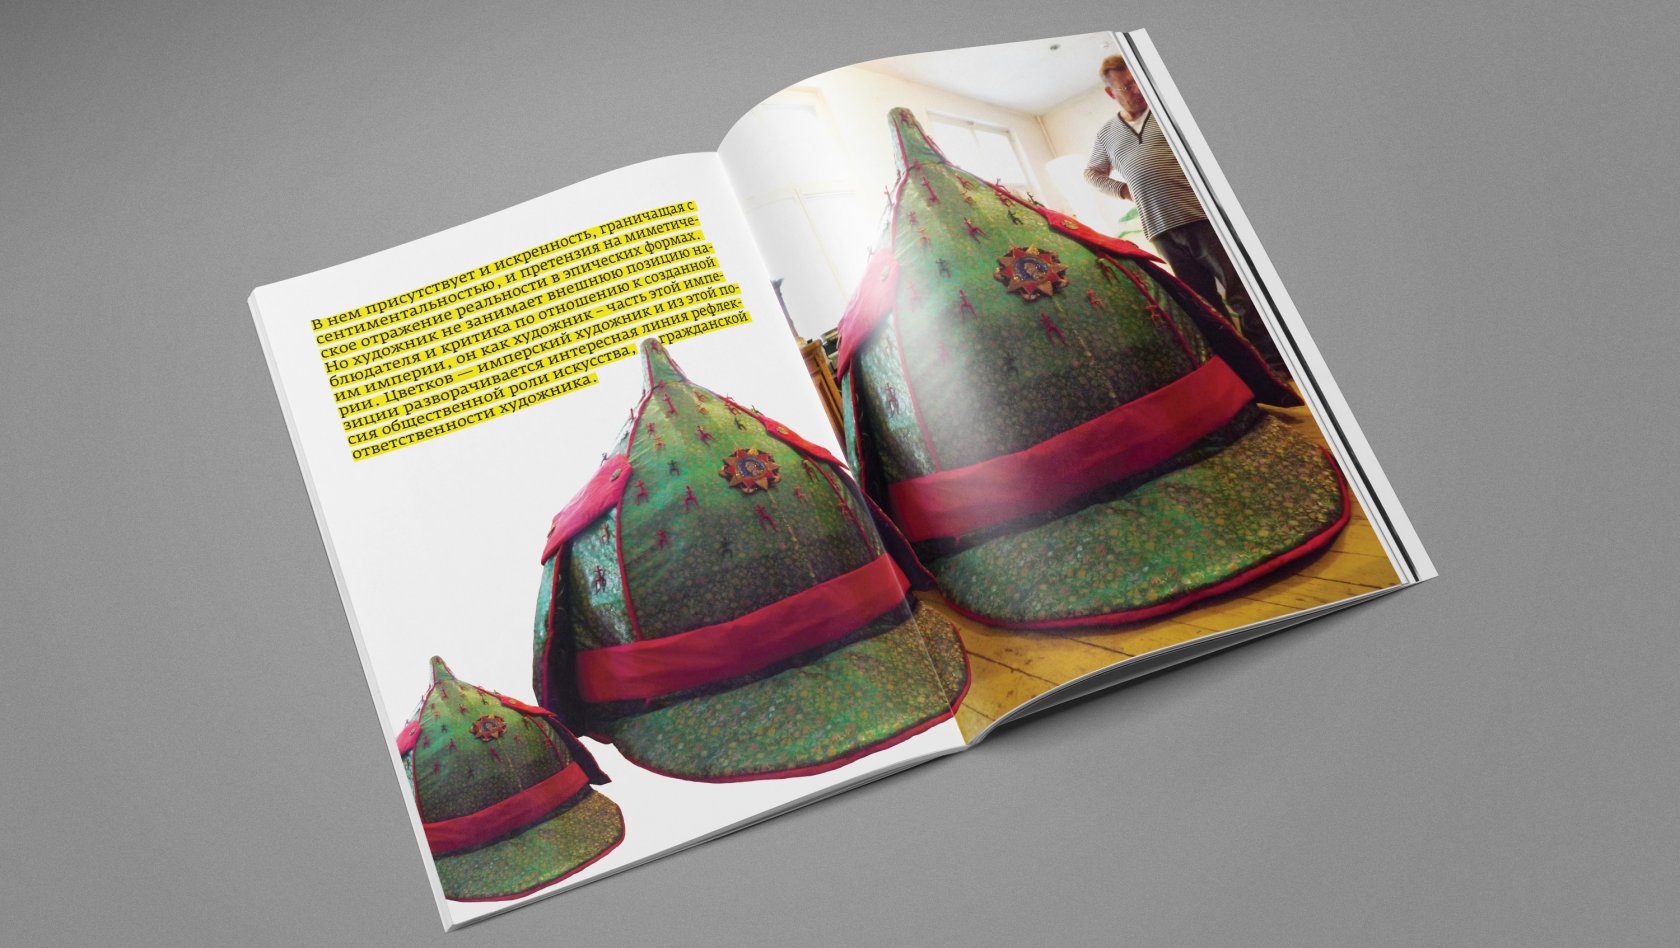 В нем присутствует и искренность, граничащая с
сентиментальностью, и претензия на миметиче-
ское отражение реальности в эпических формах.
Но художник не занимает внешнюю позицию на-
блюдателя и критика по отношению к созданной
им империи, он как художник – часть этой импе-
рии. Цветков — имперский художник и из этой по-
зиции разворачивается интересная линия рефлек-
сия общественной роли искусства, гражданской
ответственности художника.